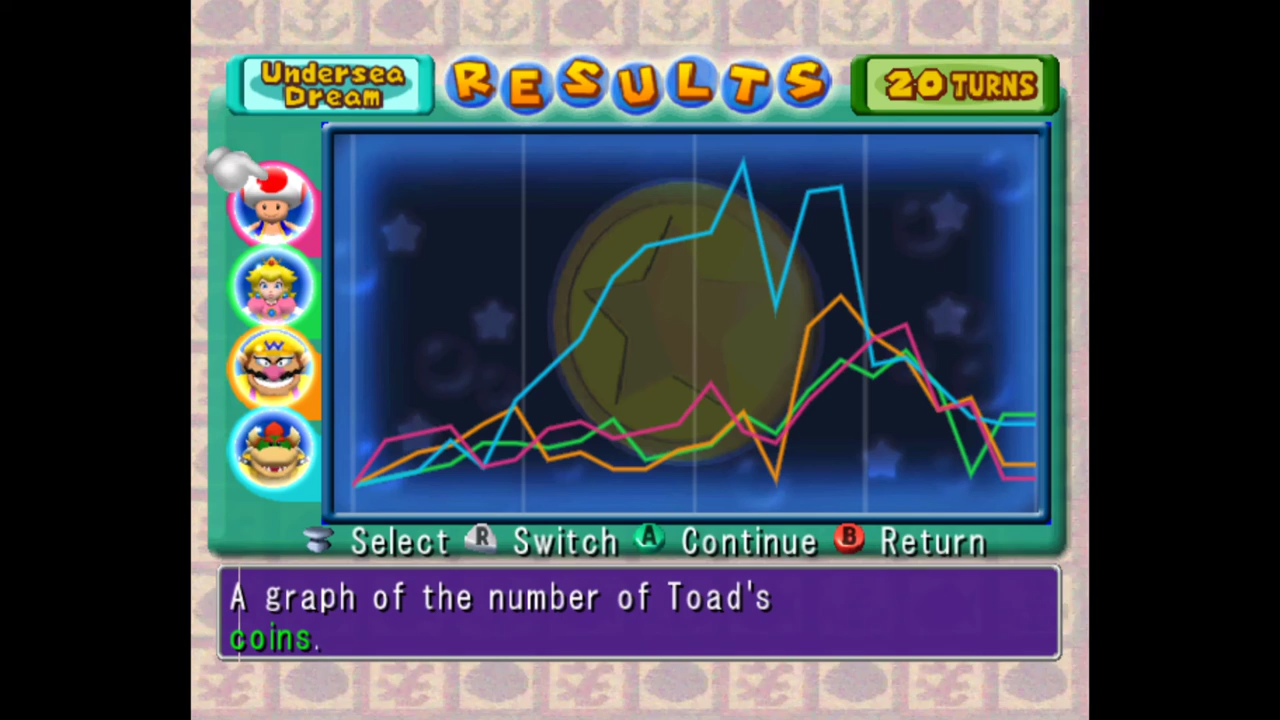 Undersea
Dream
RESULTS
20 TURNS
W
Select R Switch A Continue B Return
A graph of the number of Toad's
coins.